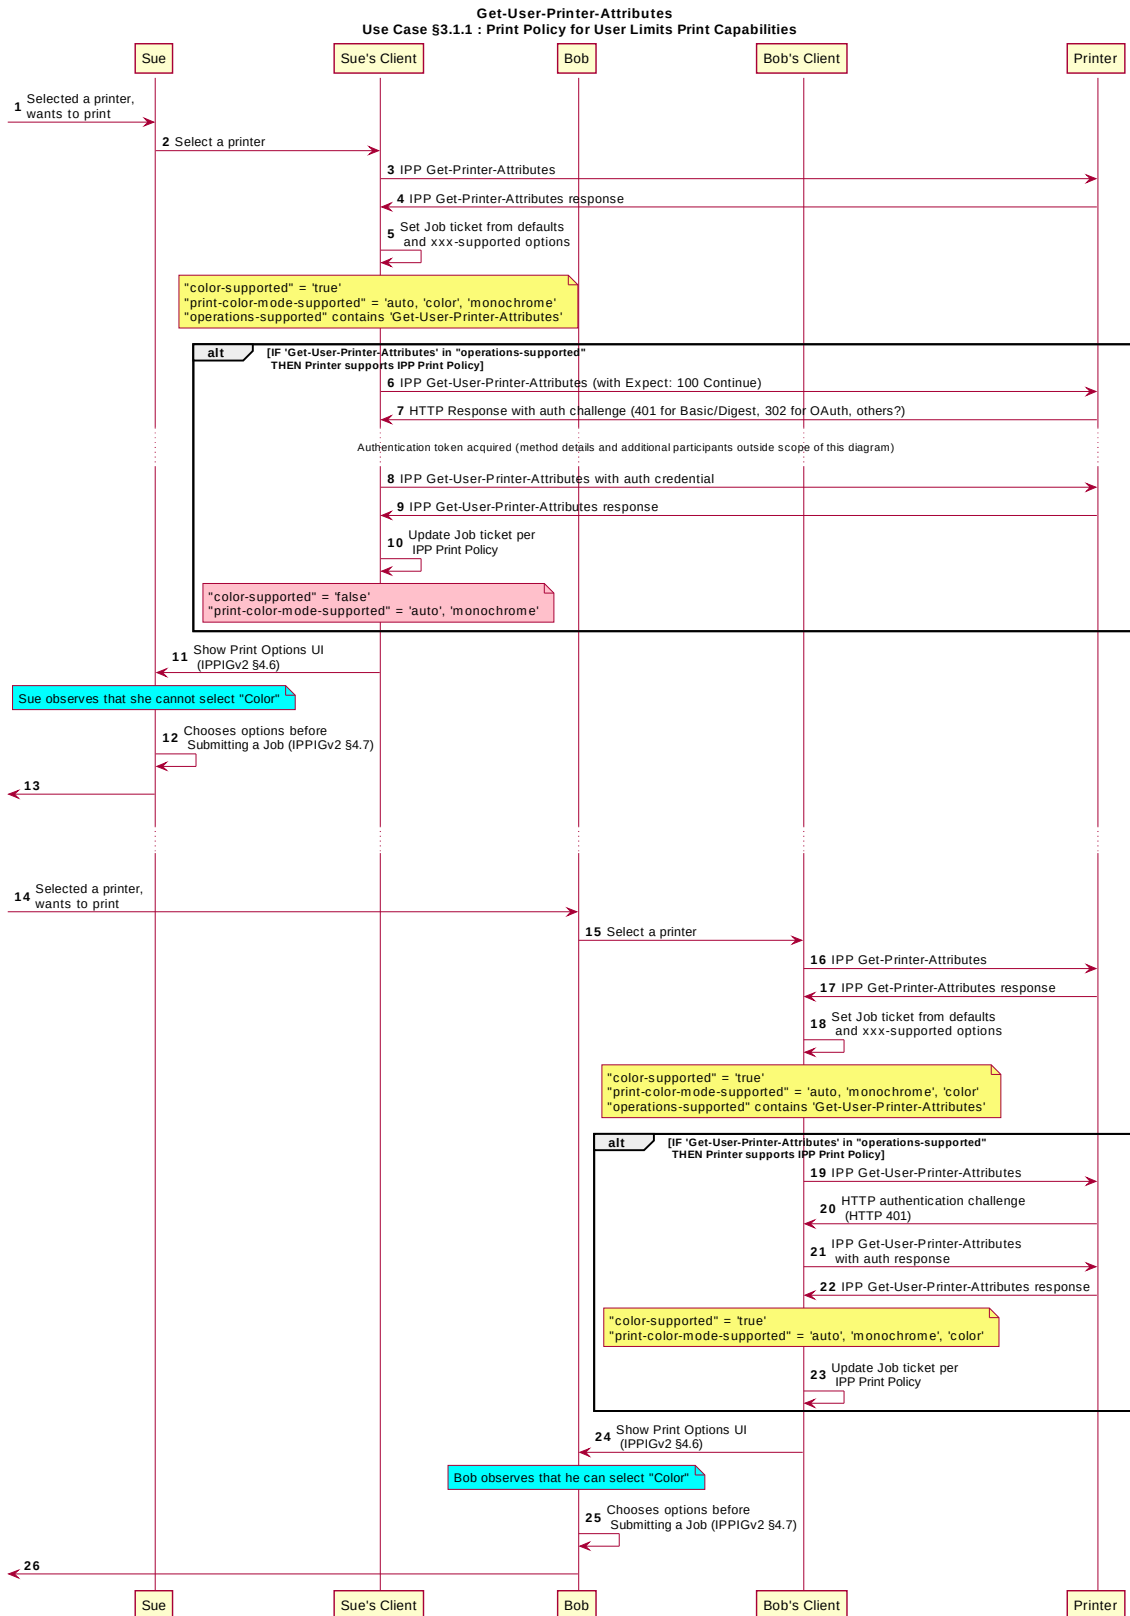 Get-User-Printer-Attributes
Use Case §3.1.1 : Print Policy for User Limits Print Capabilities
Sue
Sue's Client
Bob
Bob's Client
Printer
1 Selected a printer,
wants to print
2 Select a printer
3 IPP Get-Printer-Attributes
4 IPP Get-Printer-Attributes response
5 Set Job ticket from defaults
and xxx-supported options
"color-supported" = 'true'
"print-color-mode-supported" = 'auto, 'color', 'monochrome'
"operations-supported" contains 'Get-User-Printer-Attributes'
alt
[IF 'Get-User-Printer-Attributes' in "operations-supported"
THEN Printer supports IPP Print Policy]
6 IPP Get-User-Printer-Attributes (with Expect: 100 Continue)
7 HTTP Response with auth challenge (401 for Basic/Digest, 302 for OAuth, others?)
Authentication token acquired (method details and additional participants outside scope of this diagram)
8 IPP Get-User-Printer-Attributes with auth credential
9 IPP Get-User-Printer-Attributes response
10 Update Job ticket per
IPP Print Policy
"color-supported" = 'false'
"print-color-mode-supported" = 'auto', 'monochrome'
11 Show Print Options UI
(IPPIGv2 §4.6)
Sue observes that she cannot select "Color"
12 Chooses options before
Submitting a Job (IPPIGv2 §4.7)
13
14 Selected a printer,
wants to print
15 Select a printer
16 IPP Get-Printer-Attributes
17 IPP Get-Printer-Attributes response
18 Set Job ticket from defaults
and xxx-supported options
"color-supported" = 'true'
"print-color-mode-supported" = 'auto, 'monochrome', 'color'
"operations-supported" contains 'Get-User-Printer-Attributes'
alt
[IF 'Get-User-Printer-Attributes' in "operations-supported"
THEN Printer supports IPP Print Policy]
19 IPP Get-User-Printer-Attributes
20 HTTP authentication challenge
(HTTP 401)
21 IPP Get-User-Printer-Attributes
with auth response
22 IPP Get-User-Printer-Attributes response
"color-supported" = 'true'
"print-color-mode-supported" = 'auto', 'monochrome', 'color'
23 Update Job ticket per
IPP Print Policy
24 Show Print Options UI
(IPPIGv2 §4.6)
Bob observes that he can select "Color"
25 Chooses options before
Submitting a Job (IPPIGv2 §4.7)
26
Sue
Sue's Client
Bob
Bob's Client
Printer